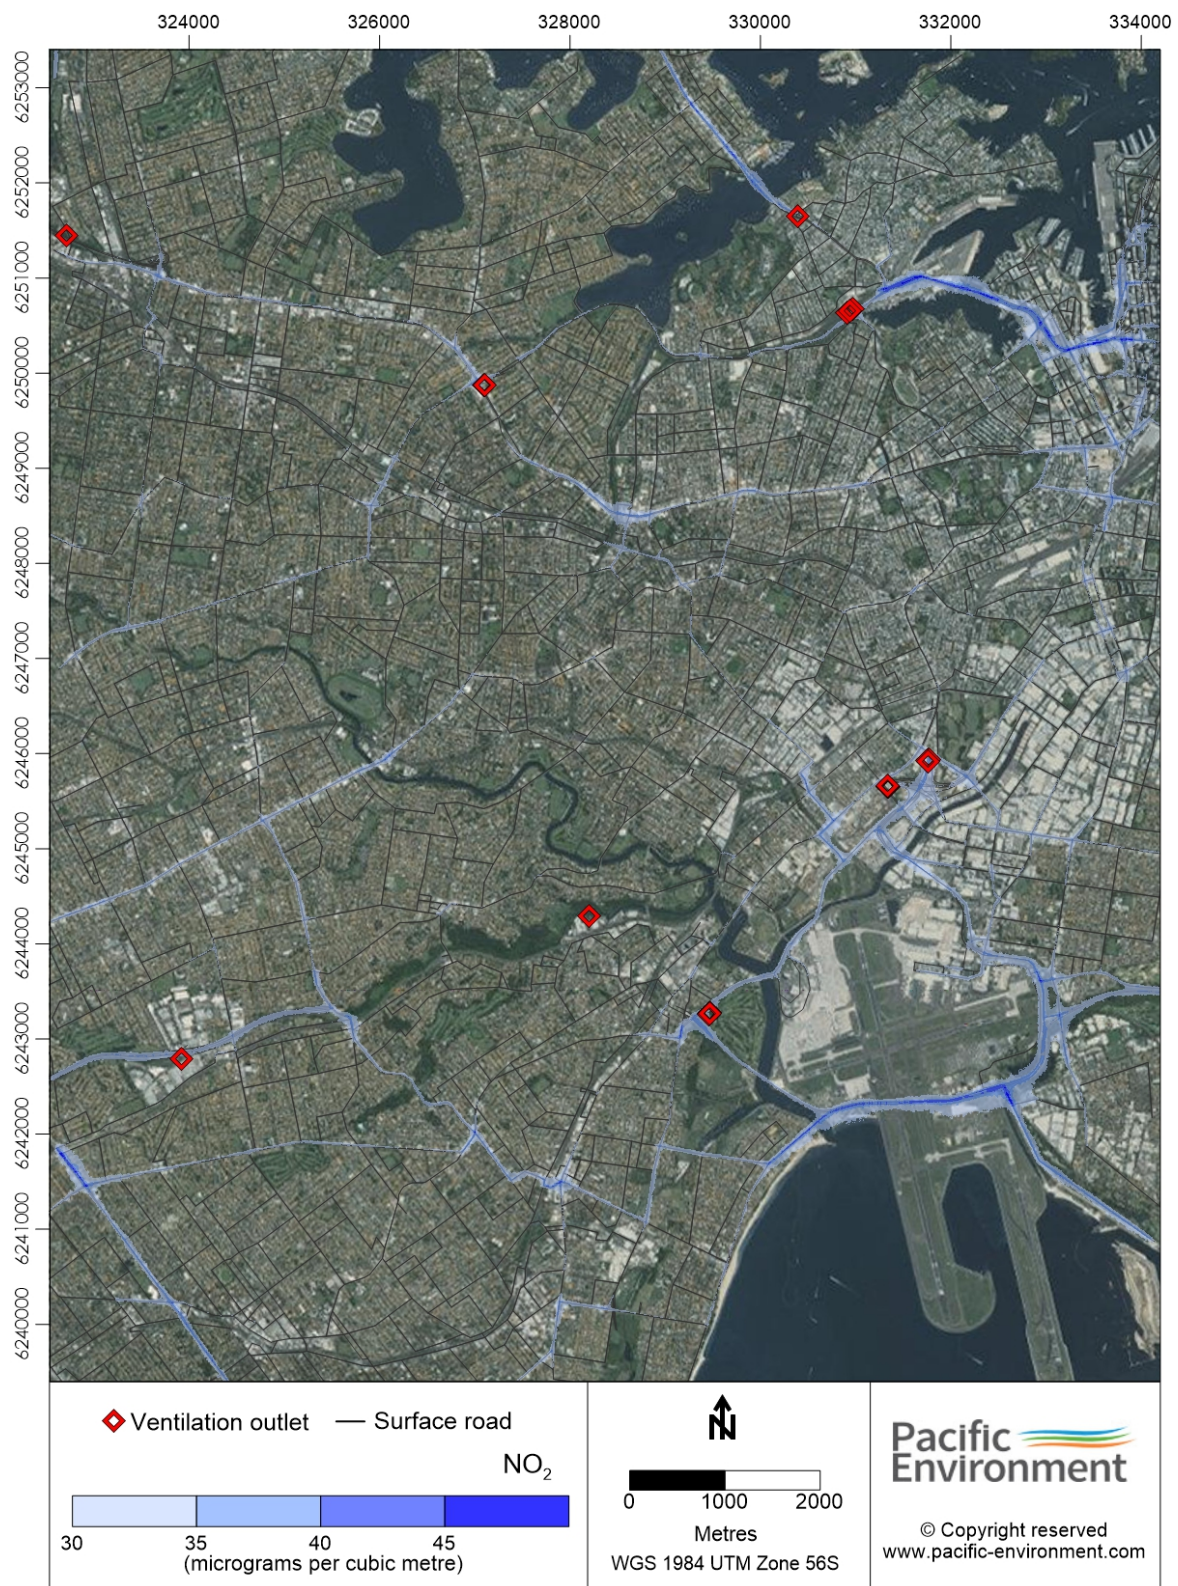 324000 326000 328000 330000 332000 334000
6253000
6252000
6251000
6250000
6249000
6248000
6247000
6246000
6245000
6244000
6243000
6242000
6241000
6240000
Ventilation outlet
Surface road
NO2
30 35 40 45
(micrograms per cubic metre)
N
0 1000 2000
Metres
WGS 1984 UTM Zone 56S
Pacific
Environment
© Copyright reserved
www.pacific-environment.com